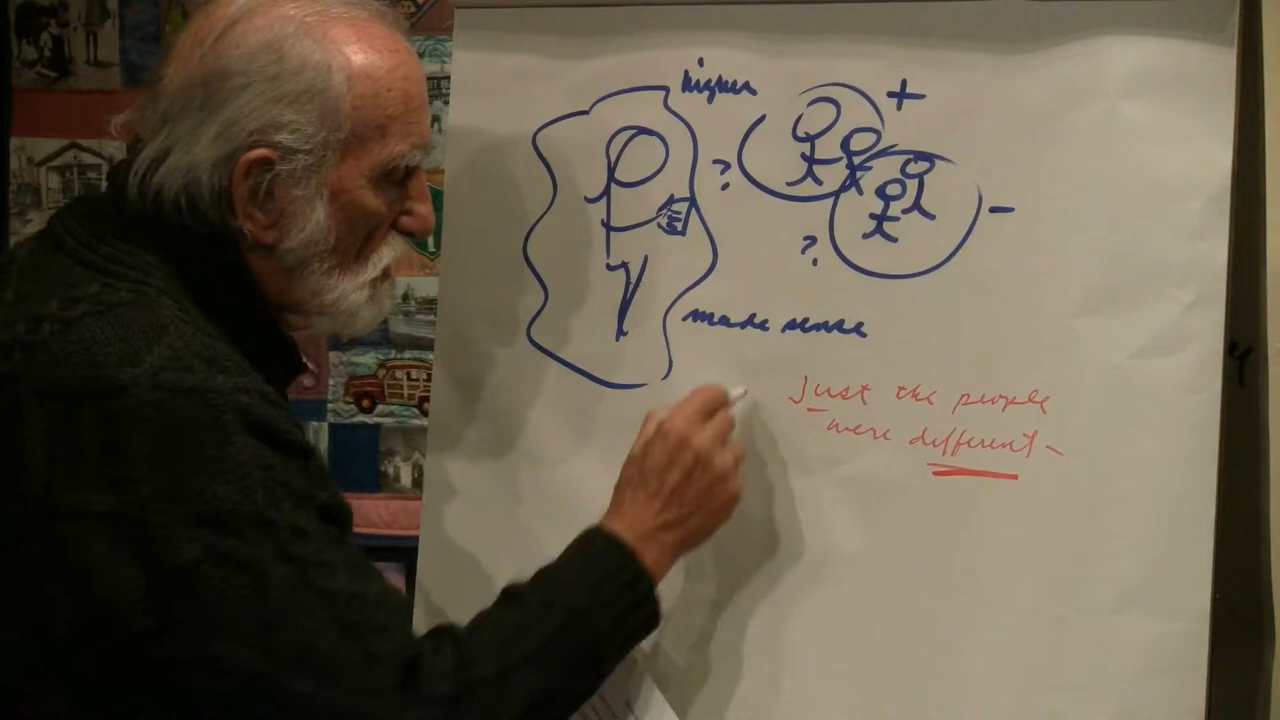 higher
+
?
-
?
made sense
Just the people
were different -